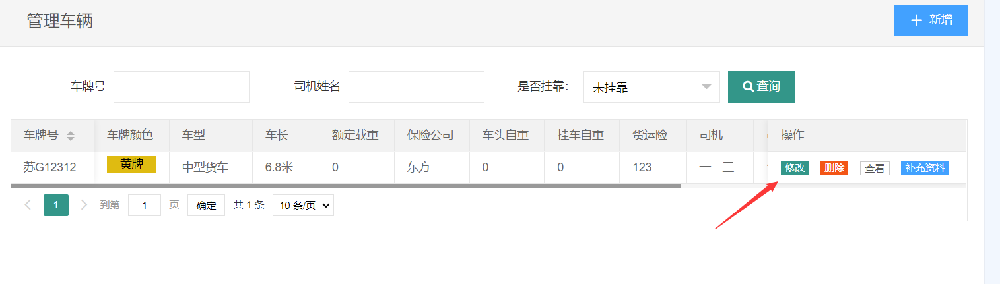 管理车辆
新增
车牌号 司机姓名 是否挂靠: 未挂靠 查询
车牌号 车牌颜色 车型 车长 额定载重 保险公司 车头自重 挂车自重 货运险 司机 操作
苏G12312 黄牌 中型货车 6.8米 0 东方 0 0 123 一二三 修改 删除 查看 补充资料
1 到第 1 页 确定 共 1 条 10 条/页